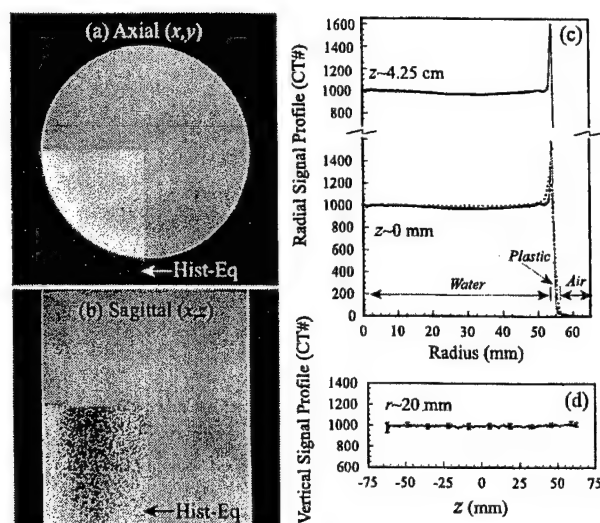 (a) Axial (x,y)
Hist-Eq
(b) Sagittal (x,z)
Hist-Eq
Radial Signal Profile (CT#)
1600
1400
1200
1000
(c)
z~4.25 cm
1400
1200
1000
800
600
400
200
0
z~0 mm
Plastic
Water
Air
0 10 20 30 40 50 60
Radius (mm)
Vertical Signal Profile (CT#)
1400
1200
1000
800
600
(d)
r~20 mm
-75 -50 -25 0 25 50 75
z (mm)